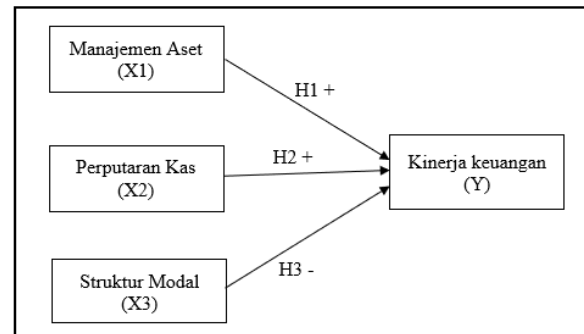 Manajemen Aset
(X1)
H1 +
Perputaran Kas
(X2)
H2 +
Kinerja keuangan
(Y)
Struktur Modal
(X3)
H3 -